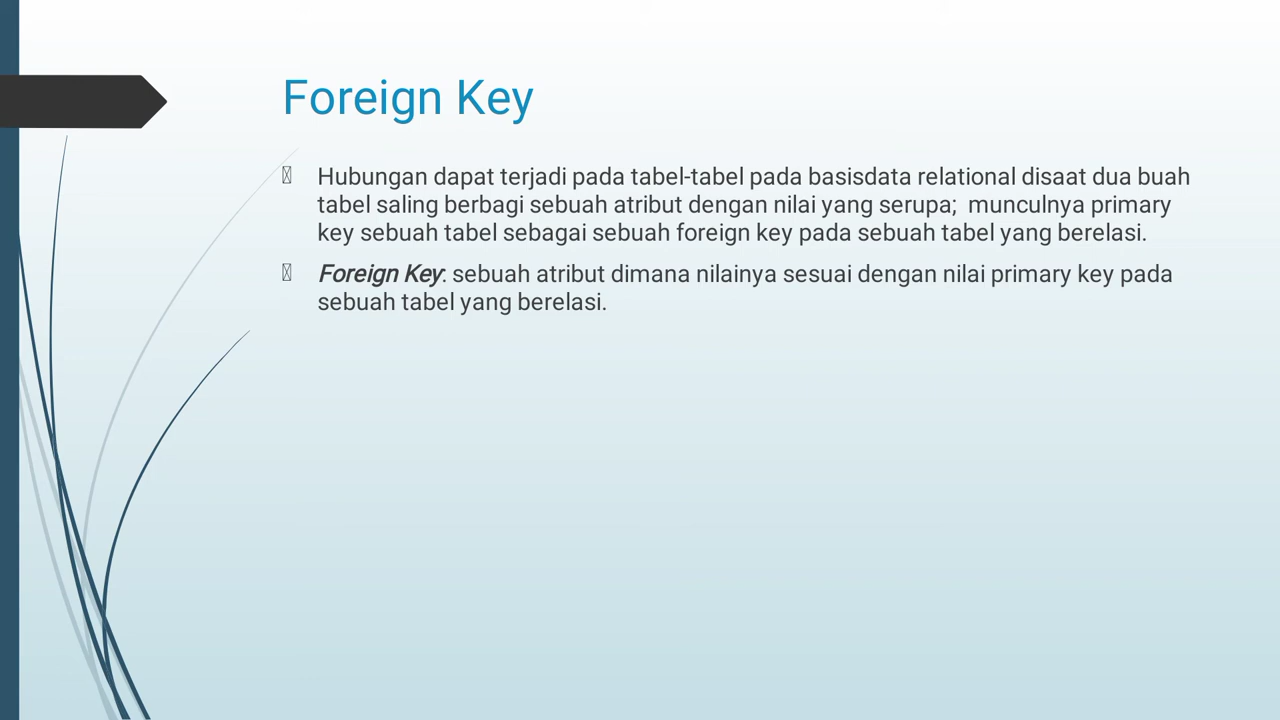 Foreign Key
Hubungan dapat terjadi pada tabel-tabel pada basisdata relational disaat dua buah
tabel saling berbagi sebuah atribut dengan nilai yang serupa;  munculnya primary
key sebuah tabel sebagai sebuah foreign key pada sebuah tabel yang berelasi.
Foreign Key: sebuah atribut dimana nilainya sesuai dengan nilai primary key pada
sebuah tabel yang berelasi.